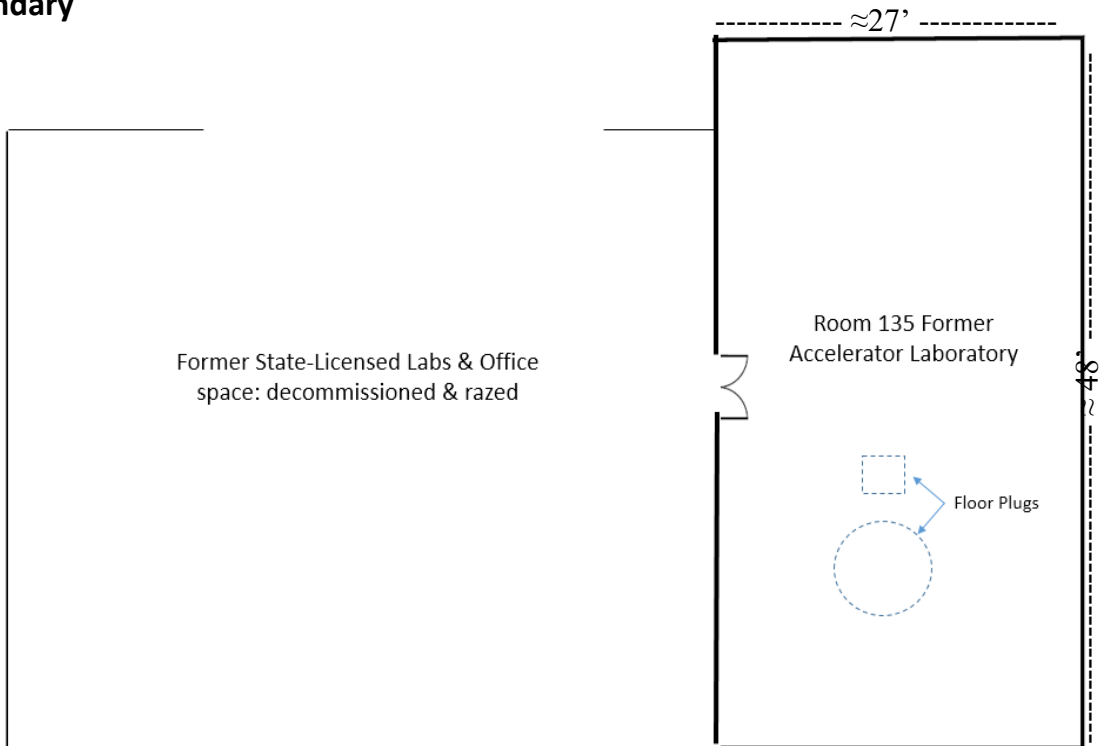 ndary
≈27’
Room 135 Former
Accelerator Laboratory
Former State-Licensed Labs & Office
space: decommissioned & razed
≈ 48’
Floor Plugs